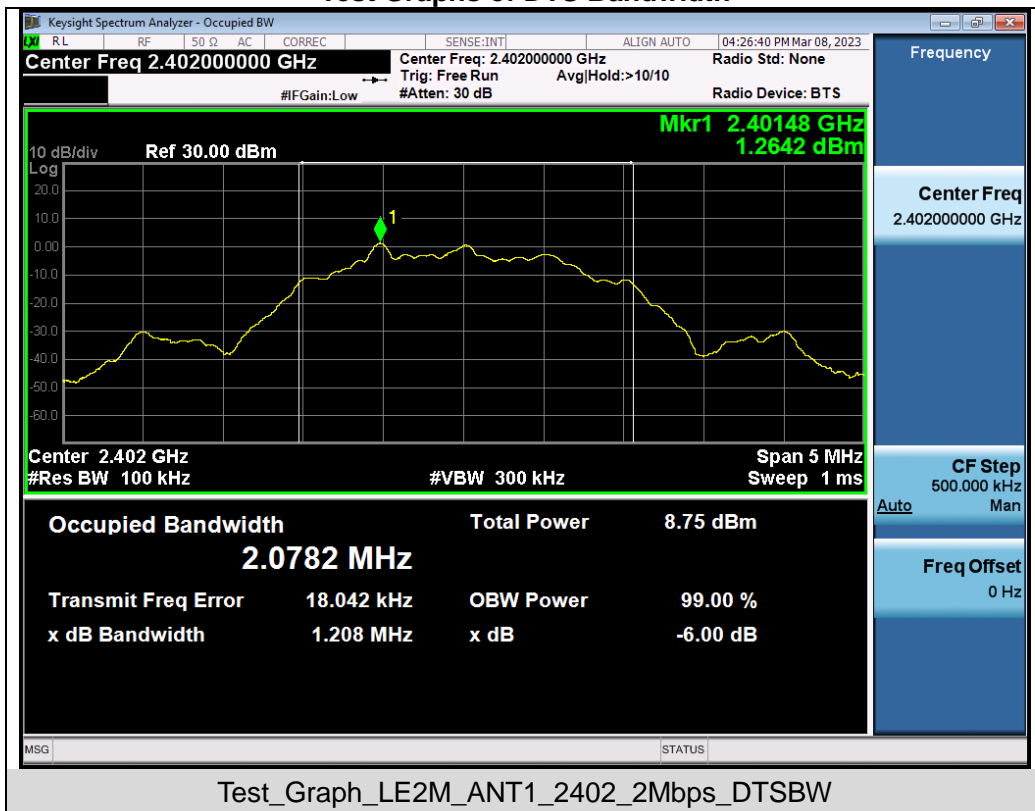 Test Graphs of DTS Bandwidth
Keysight Spectrum Analyzer - Occupied BW
LXI RL RF 50 Ω AC CORREC SENSE:INT ALIGN AUTO 04:26:40 PM Mar 08, 2023
Center Freq 2.402000000 GHz
Center Freq: 2.402000000 GHz
Radio Std: None
Trig: Free Run Avg|Hold:>10/10
#IFGain:Low
#Atten: 30 dB
Radio Device: BTS
Frequency
Mkr1 2.40148 GHz
1.2642 dBm
10 dB/div Ref 30.00 dBm
Log
20.0
10.0
0.00
-10.0
-20.0
-30.0
-40.0
-50.0
-60.0
1
Center 2.402 GHz Span 5 MHz
#Res BW 100 kHz #VBW 300 kHz Sweep 1 ms
Center Freq
2.402000000 GHz
CF Step
500.000 kHz
Auto Man
Freq Offset
0 Hz
Occupied Bandwidth Total Power 8.75 dBm
2.0782 MHz
Transmit Freq Error 18.042 kHz OBW Power 99.00 %
x dB Bandwidth 1.208 MHz x dB -6.00 dB
MSG STATUS
Test_Graph_LE2M_ANT1_2402_2Mbps_DTSBW